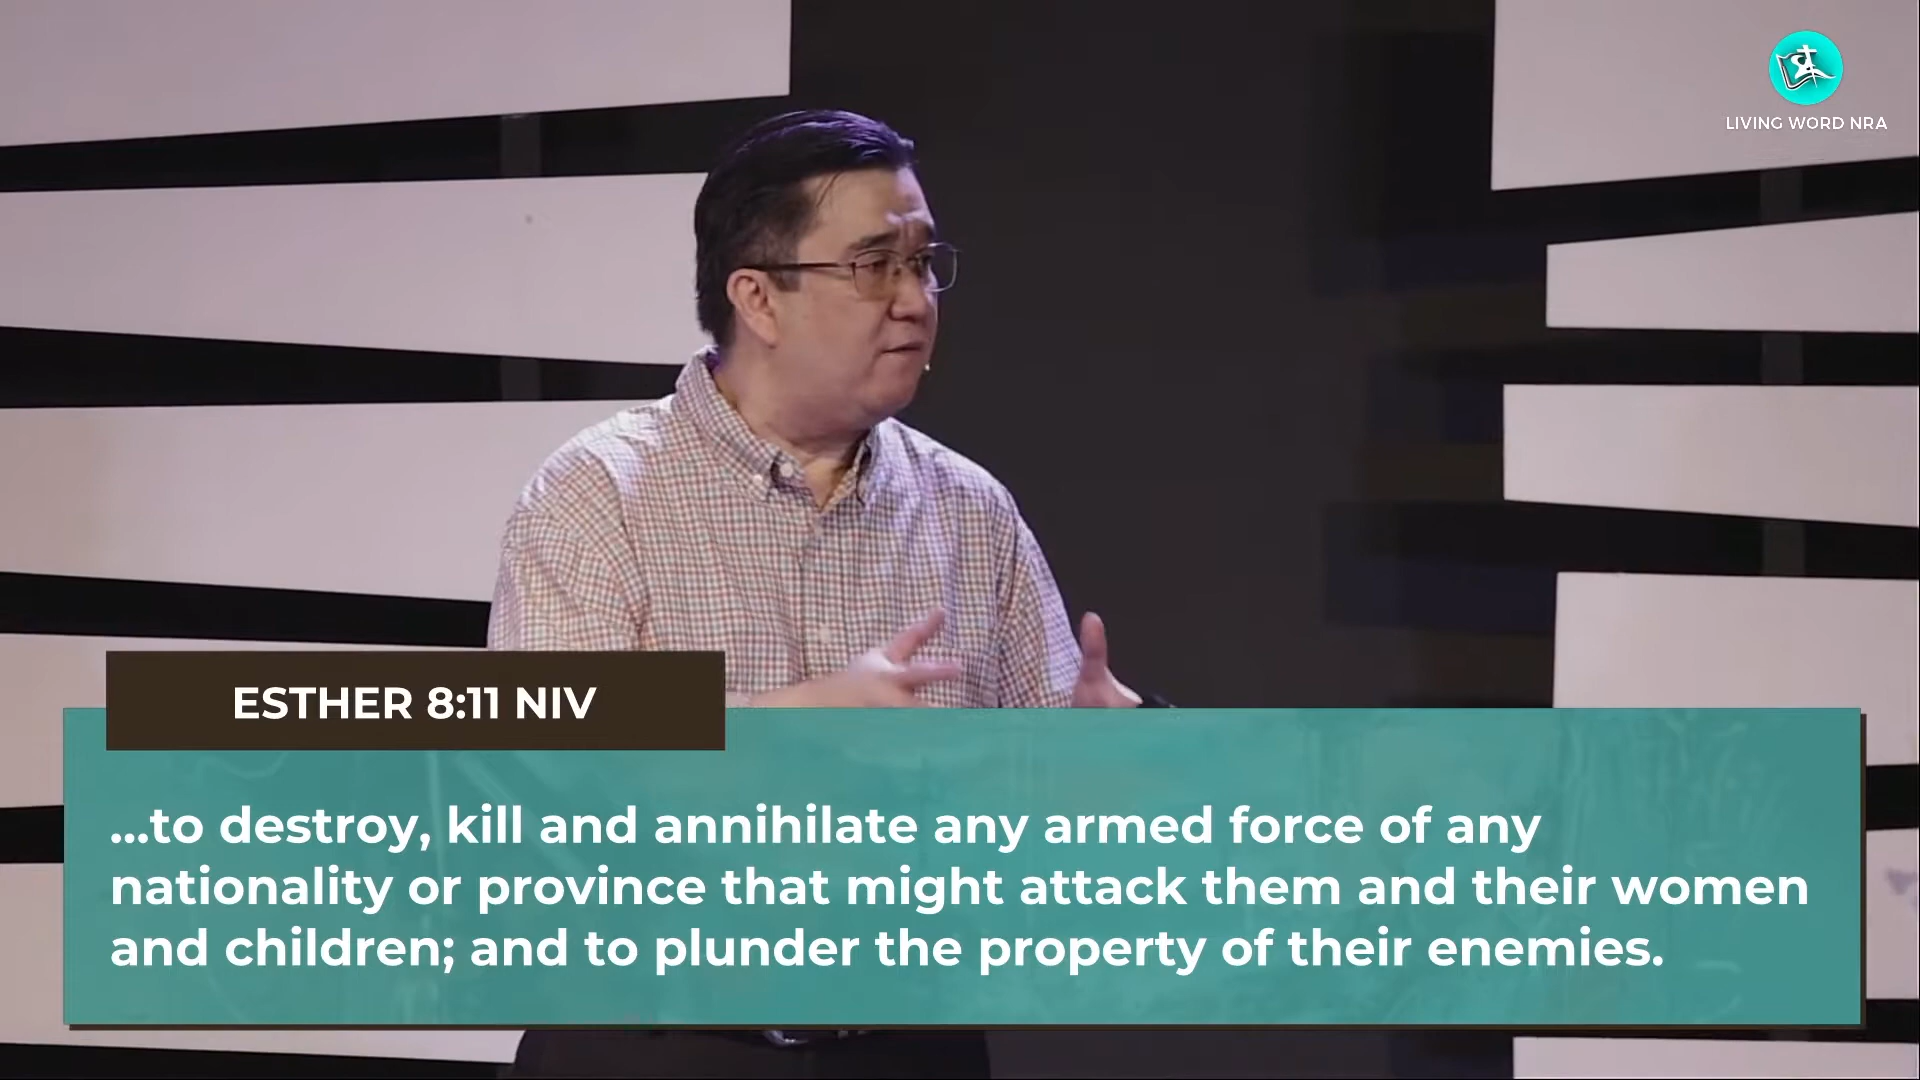 LIVING WORD NRA
ESTHER 8:11 NIV
...to destroy, kill and annihilate any armed force of any
nationality or province that might attack them and their women
and children; and to plunder the property of their enemies.